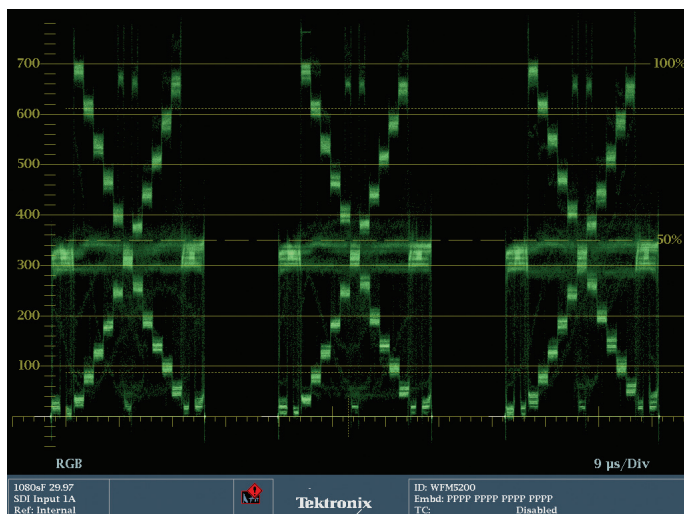 700
100%
600
500
400
50%
300
200
100
RGB
9 µs/Div
1080sF 29.97
SDI Input 1A
Ref: Internal
Tektronix
ID: WFM5200
Embd: PPPP PPPP PPPP PPPP
TC: Disabled